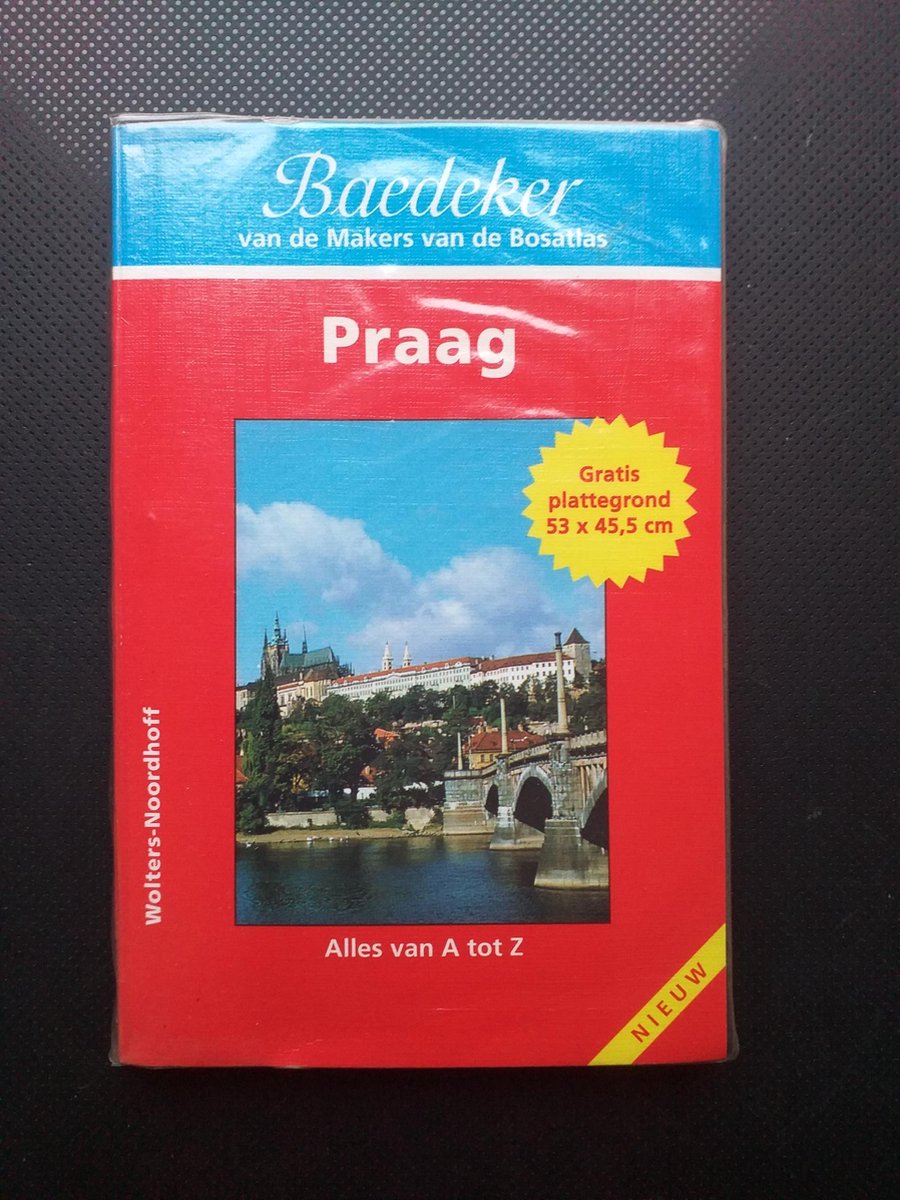 Baedeker
van de Makers van de Bosatlas
Praag
Gratis
plattegrond
53 x 45,5 cm
Wolters-Noordhoff
Alles van A tot Z
NIEUW